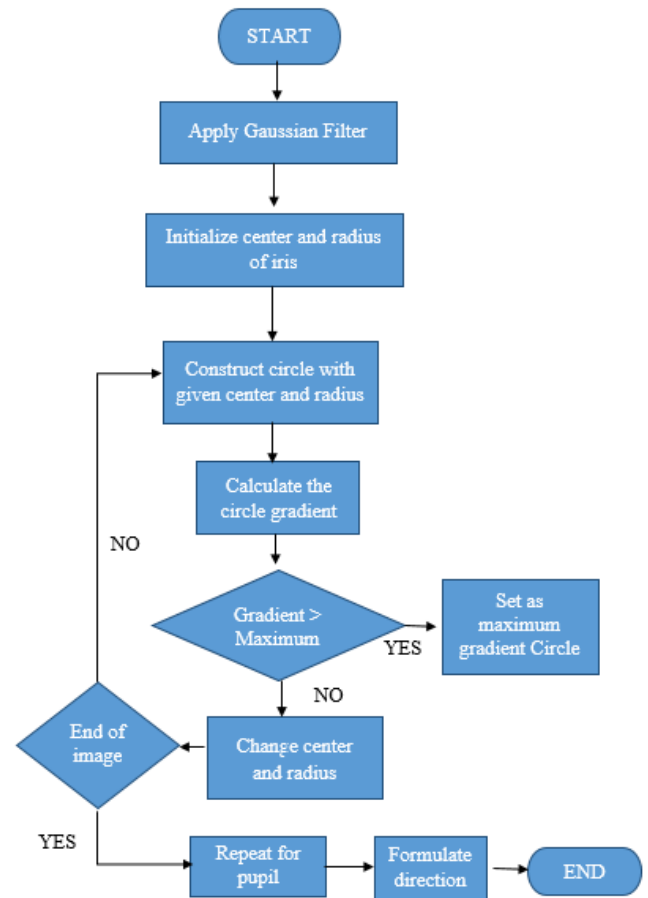 START
Apply Gaussian Filter
Initialize center and radius
of iris
Construct circle with
given center and radius
Calculate the
circle gradient
NO
Gradient >
Maximum
YES
Set as
maximum
gradient Circle
NO
End of
image
Change center
and radius
YES
Repeat for
pupil
Formulate
direction
END